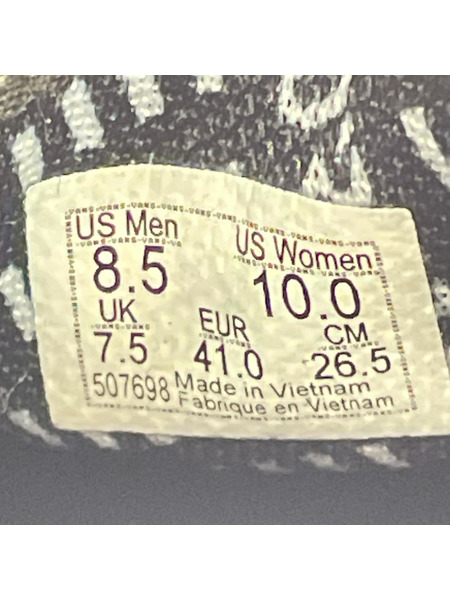 US Men US Women
8.5 10.0
UK EUR CM
7.5 41.0 26.5
507698 Made in Vietnam
Fabrique en Vietnam